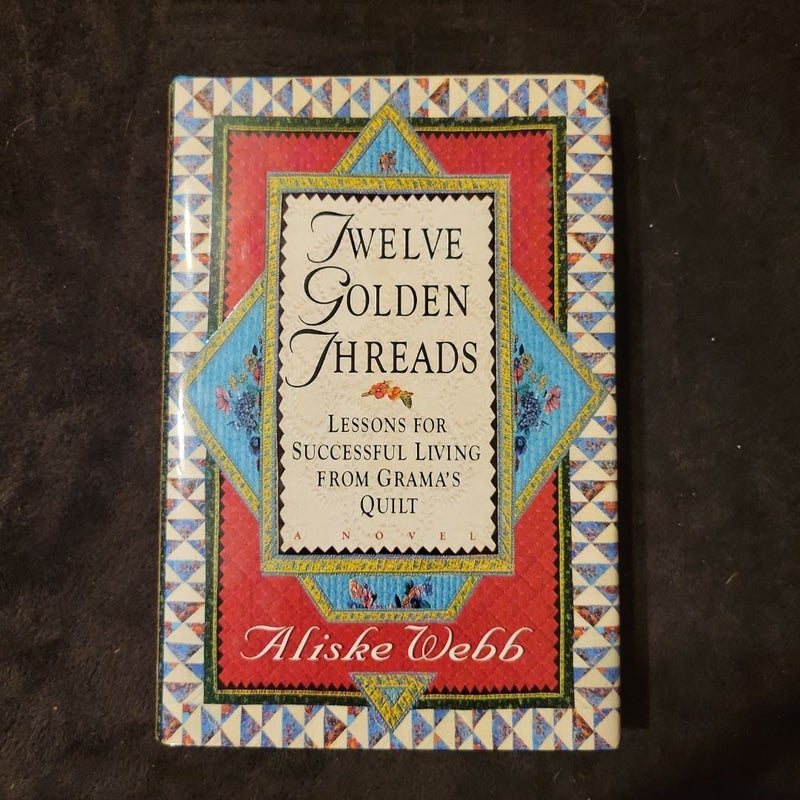 TWELVE
GOLDEN
THREADS
LESSONS FOR
SUCCESSFUL LIVING
FROM GRAMA'S
QUILT
A NOVEL
Aliske Webb